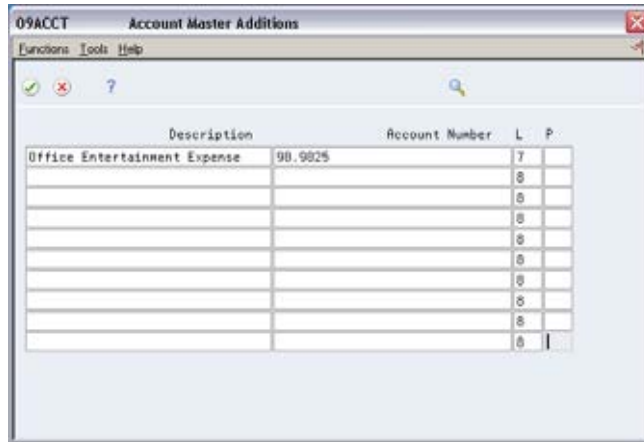 09ACCT Account Master Additions
Functions Tools Help
?
Description Account Number L P
Office Entertainment Expense 90.9825 7
8
8
8
8
8
8
8
8
8